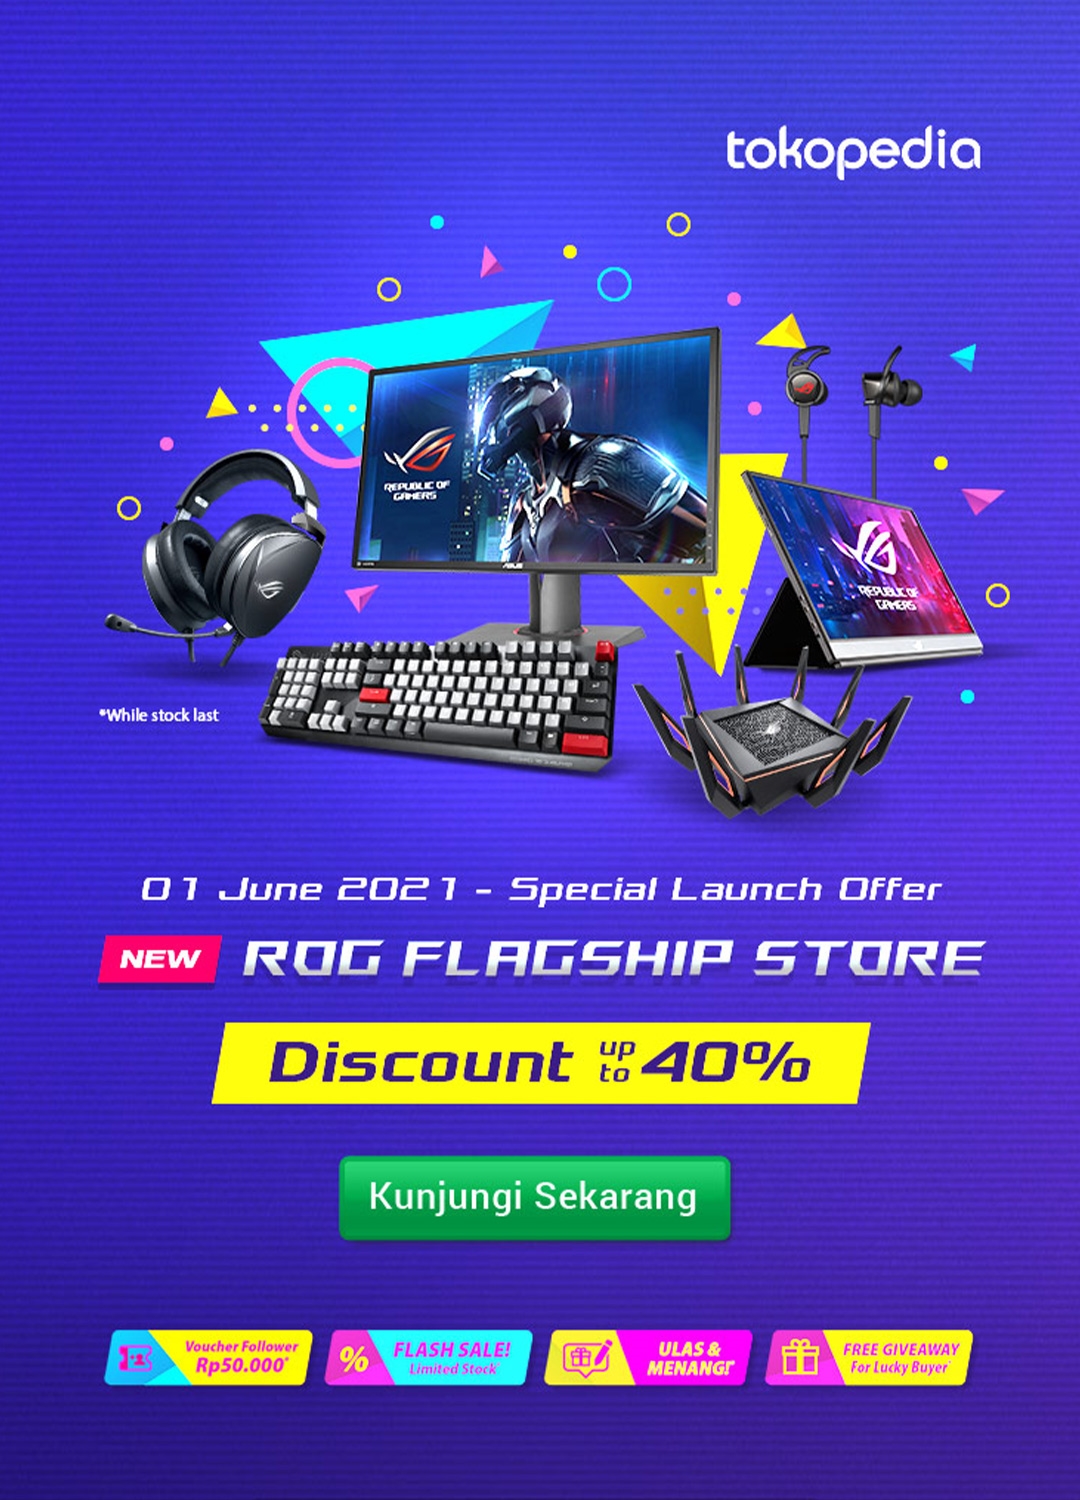 tokopedia
REPUBLIC OF
GAMERS
ASUS
REPUBLIC OF
GAMERS
*While stock last
01 June 2021 - Special Launch Offer
NEW ROG FLAGSHIP STORE
Discount up to 40%
Kunjungi Sekarang
Voucher Follower
Rp50.000*
%
FLASH SALE!
Limited Stock*
ULAS &
MENANG!*
FREE GIVEAWAY
For Lucky Buyer*